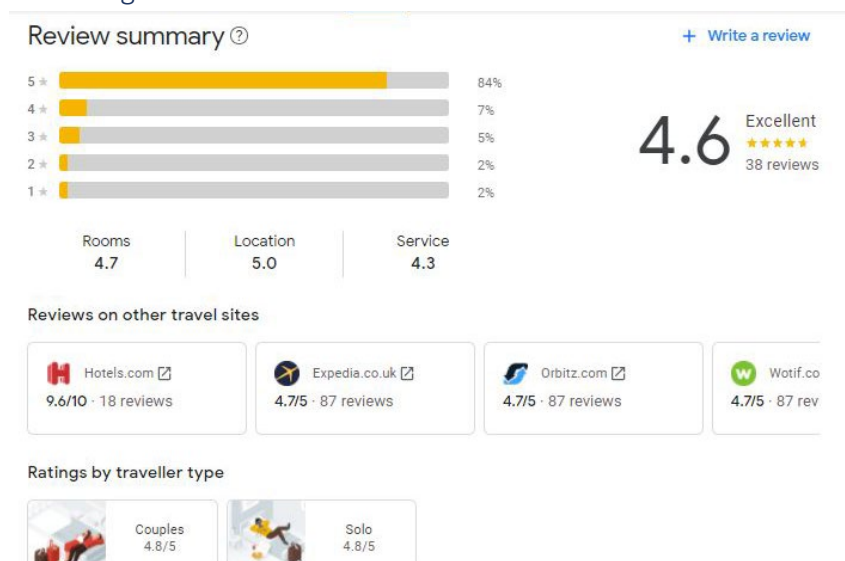 Review summary ?
+ Write a review
5 ★ 84%
4 ★ 7%
3 ★ 5%
2 ★ 2%
1 ★ 2%
4.6
Excellent
38 reviews
Rooms Location Service
4.7 5.0 4.3
Reviews on other travel sites
Hotels.com Expedia.co.uk Orbitz.com Wotif.co
9.6/10 · 18 reviews 4.7/5 · 87 reviews 4.7/5 · 87 reviews 4.7/5 · 87 rev
Ratings by traveller type
Couples Solo
4.8/5 4.8/5